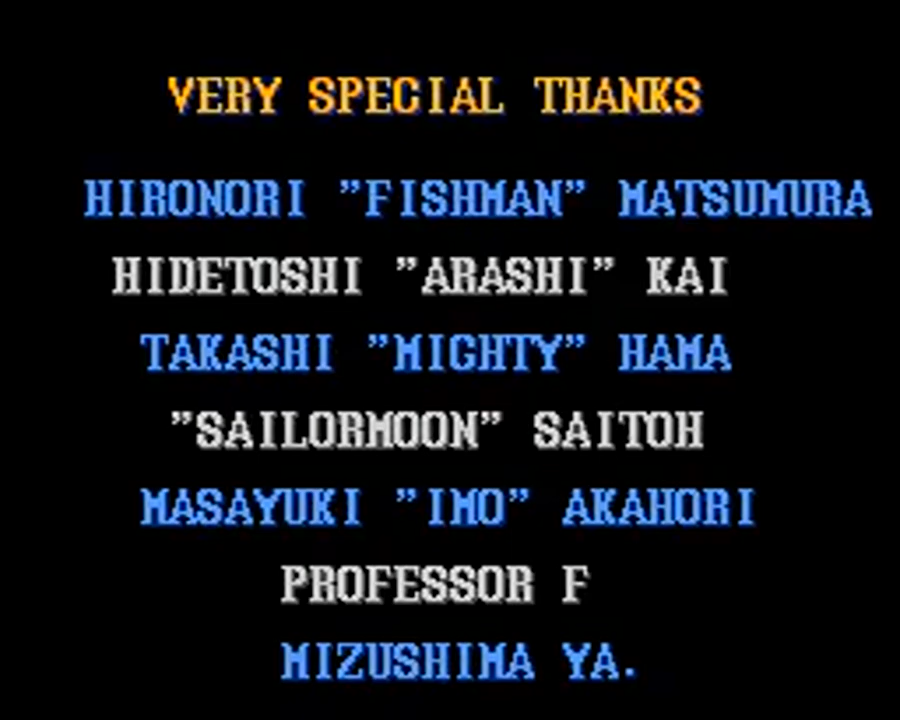 VERY SPECIAL THANKS
HIRONORI ”FISHMAN” MATSUMURA
HIDETOSHI ”ARASHI” KAI
TAKASHI ”MIGHTY” HAMA
”SAILORMOON” SAITOH
MASAYUKI ”IMO” AKAHORI
PROFESSOR F
MIZUSHIMA YA.